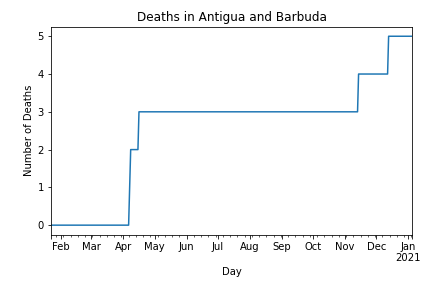 Deaths in Antigua and Barbuda
Number of Deaths
5
4
3
2
1
0
Feb Mar Apr May Jun Jul Aug Sep Oct Nov Dec Jan
2021
Day